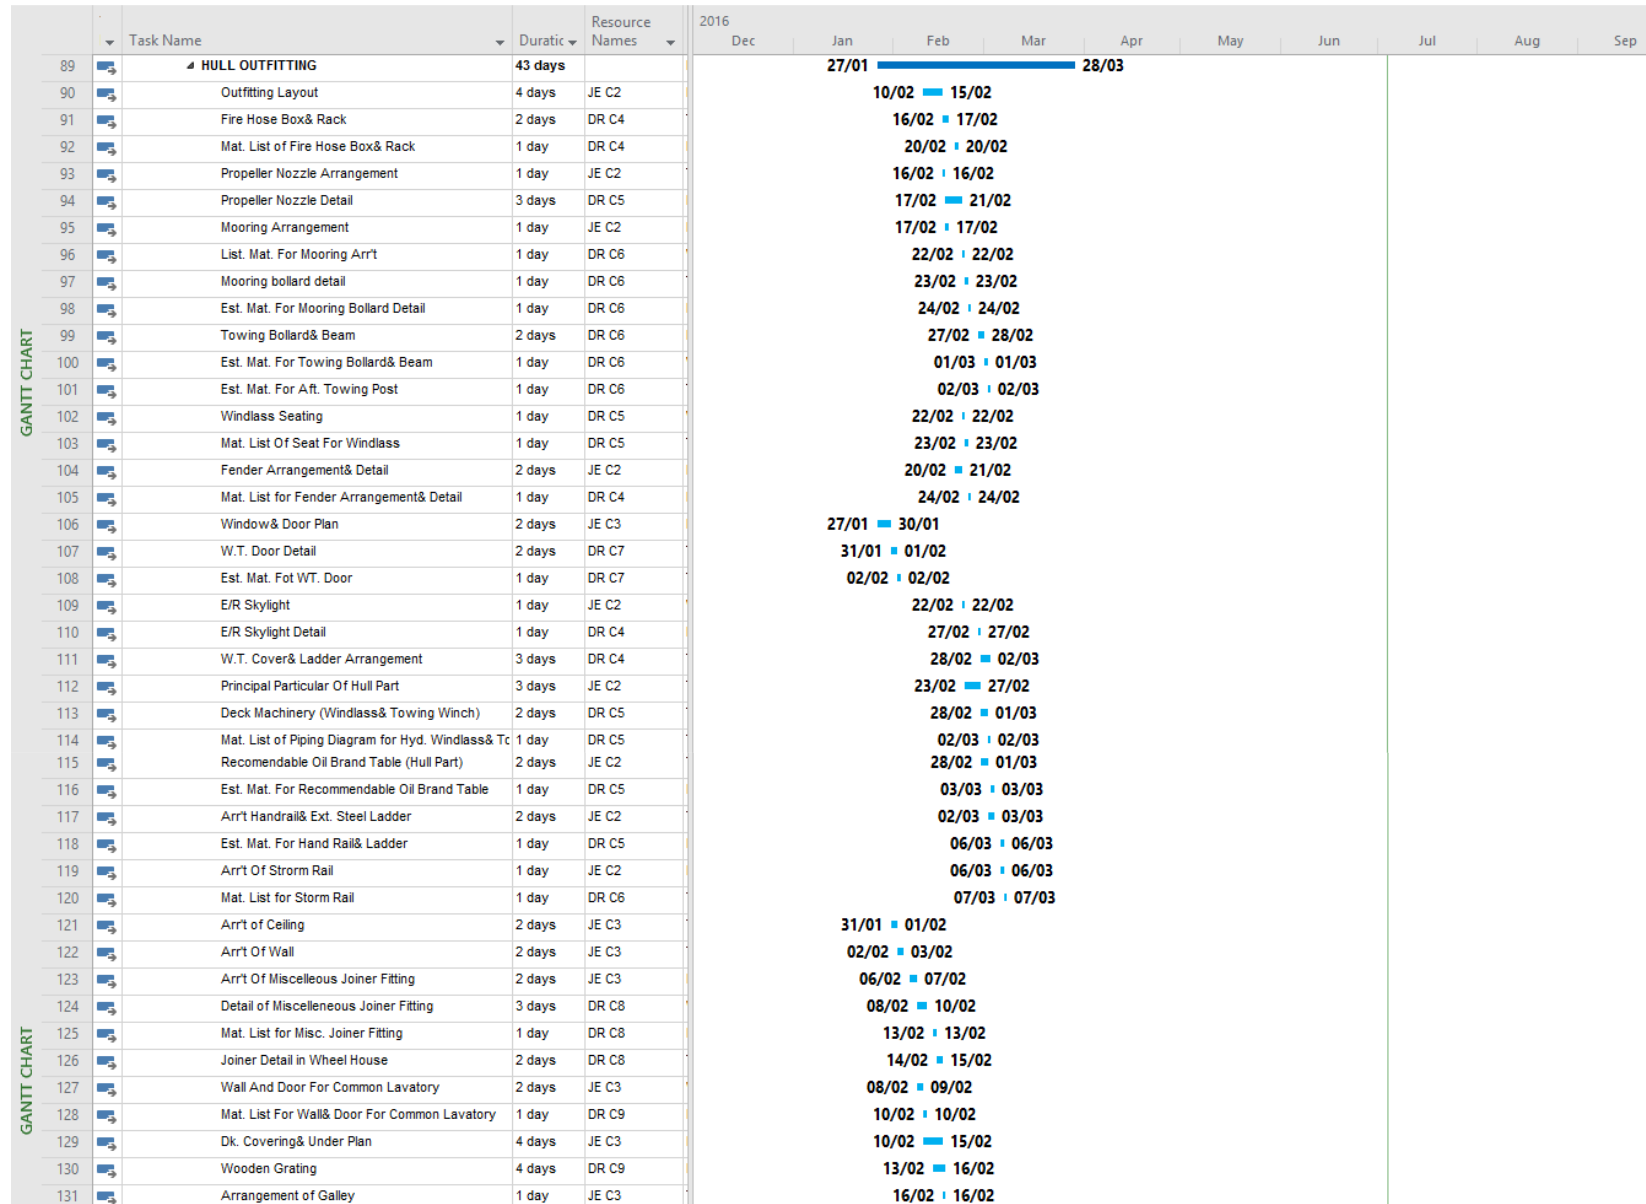 Task Name Duratic Resource Names 2016
Dec Jan Feb Mar Apr May Jun Jul Aug Sep
89 HULL OUTFITTING 43 days 27/01 28/03
90 Outfitting Layout 4 days JE C2 10/02 15/02
91 Fire Hose Box& Rack 2 days DR C4 16/02 17/02
92 Mat. List of Fire Hose Box& Rack 1 day DR C4 20/02 20/02
93 Propeller Nozzle Arrangement 1 day JE C2 16/02 16/02
94 Propeller Nozzle Detail 3 days DR C5 17/02 21/02
95 Mooring Arrangement 1 day JE C2 17/02 17/02
96 List. Mat. For Mooring Arr't 1 day DR C6 22/02 22/02
97 Mooring bollard detail 1 day DR C6 23/02 23/02
98 Est. Mat. For Mooring Bollard Detail 1 day DR C6 24/02 24/02
99 Towing Bollard& Beam 2 days DR C6 27/02 28/02
100 Est. Mat. For Towing Bollard& Beam 1 day DR C6 01/03 01/03
101 Est. Mat. For Aft. Towing Post 1 day DR C6 02/03 02/03
102 Windlass Seating 1 day DR C5 22/02 22/02
103 Mat. List Of Seat For Windlass 1 day DR C5 23/02 23/02
104 Fender Arrangement& Detail 2 days JE C2 20/02 21/02
105 Mat. List for Fender Arrangement& Detail 1 day DR C4 24/02 24/02
106 Window& Door Plan 2 days JE C3 27/01 30/01
107 W.T. Door Detail 2 days DR C7 31/01 01/02
108 Est. Mat. Fot WT. Door 1 day DR C7 02/02 02/02
109 E/R Skylight 1 day JE C2 22/02 22/02
110 E/R Skylight Detail 1 day DR C4 27/02 27/02
111 W.T. Cover& Ladder Arrangement 3 days DR C4 28/02 02/03
112 Principal Particular Of Hull Part 3 days JE C2 23/02 27/02
113 Deck Machinery (Windlass& Towing Winch) 2 days DR C5 28/02 01/03
114 Mat. List of Piping Diagram for Hyd. Windlass& Tc 1 day DR C5 02/03 02/03
115 Recomendable Oil Brand Table (Hull Part) 2 days JE C2 28/02 01/03
116 Est. Mat. For Recommendable Oil Brand Table 1 day DR C5 03/03 03/03
117 Arr't Handrail& Ext. Steel Ladder 2 days JE C2 02/03 03/03
118 Est. Mat. For Hand Rail& Ladder 1 day DR C5 06/03 06/03
119 Arr't Of Strorm Rail 1 day JE C2 06/03 06/03
120 Mat. List for Storm Rail 1 day DR C6 07/03 07/03
121 Arr't of Ceiling 2 days JE C3 31/01 01/02
122 Arr't Of Wall 2 days JE C3 02/02 03/02
123 Arr't Of Miscelleous Joiner Fitting 2 days JE C3 06/02 07/02
124 Detail of Miscelleneous Joiner Fitting 3 days DR C8 08/02 10/02
125 Mat. List for Misc. Joiner Fitting 1 day DR C8 13/02 13/02
126 Joiner Detail in Wheel House 2 days DR C8 14/02 15/02
127 Wall And Door For Common Lavatory 2 days JE C3 08/02 09/02
128 Mat. List For Wall& Door For Common Lavatory 1 day DR C9 10/02 10/02
129 Dk. Covering& Under Plan 4 days JE C3 10/02 15/02
130 Wooden Grating 4 days DR C9 13/02 16/02
131 Arrangement of Galley 1 day JE C3 16/02 16/02
GANTT CHART
GANTT CHART